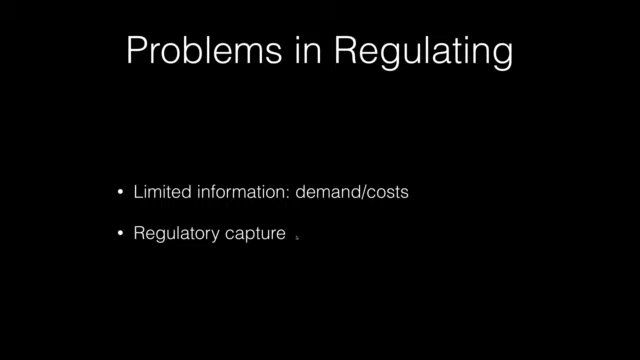 Problems in Regulating
• Limited information: demand/costs
• Regulatory capture